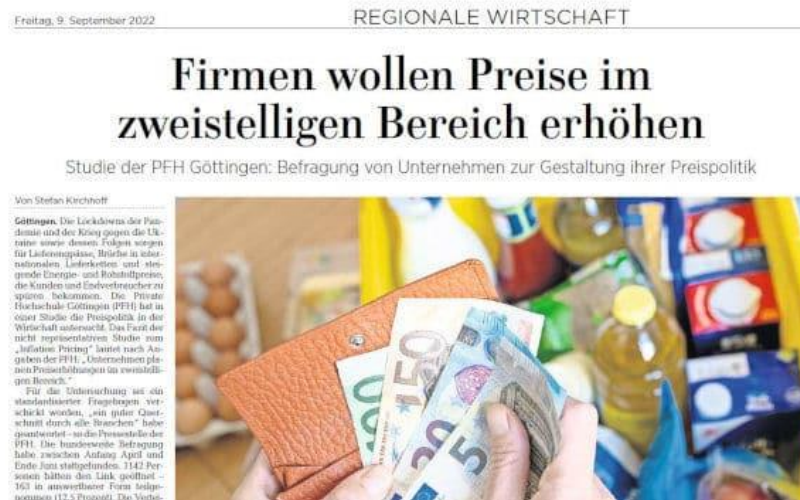 Freitag, 9. September 2022
REGIONALE WIRTSCHAFT
Firmen wollen Preise im
zweistelligen Bereich erhöhen
Studie der PFH Göttingen: Befragung von Unternehmen zur Gestaltung ihrer Preispolitik
Von Stefan Kirchhoff
Göttingen. Die Lockdowns der Pan-
demie und der Krieg gegen die Uk-
raine sowie dessen Folgen sorgen
für Lieferengpässe, Brüche in inter-
nationalen Lieferketten und stei-
gende Energie- und Rohstoffpreise,
die Kunden und Endverbraucher zu
spüren bekommen. Die Private
Hochschule Göttingen (PFH) hat in
einer Studie die Preispolitik in der
Wirtschaft untersucht. Das Fazit der
nicht repräsentativen Studie zum
„Inflation Pricing" lautet nach An-
gaben der PFH: „Unternehmen pla-
nen Preiserhöhungen im zweistelli-
gen Bereich."
Für die Untersuchung sei ein
standardisierter Fragebogen ver-
schickt worden, „ein guter Quer-
schnitt durch alle Branchen" habe
geantwortet – so die Pressestelle der
PFH. Die bundesweite Befragung
habe zwischen Anfang April und
Ende Juni stattgefunden. 1142 Per-
sonen hätten den Link geöffnet –
163 in auswertbarer Form teilge-
nommen (12,5 Prozent). Die
50
20
5